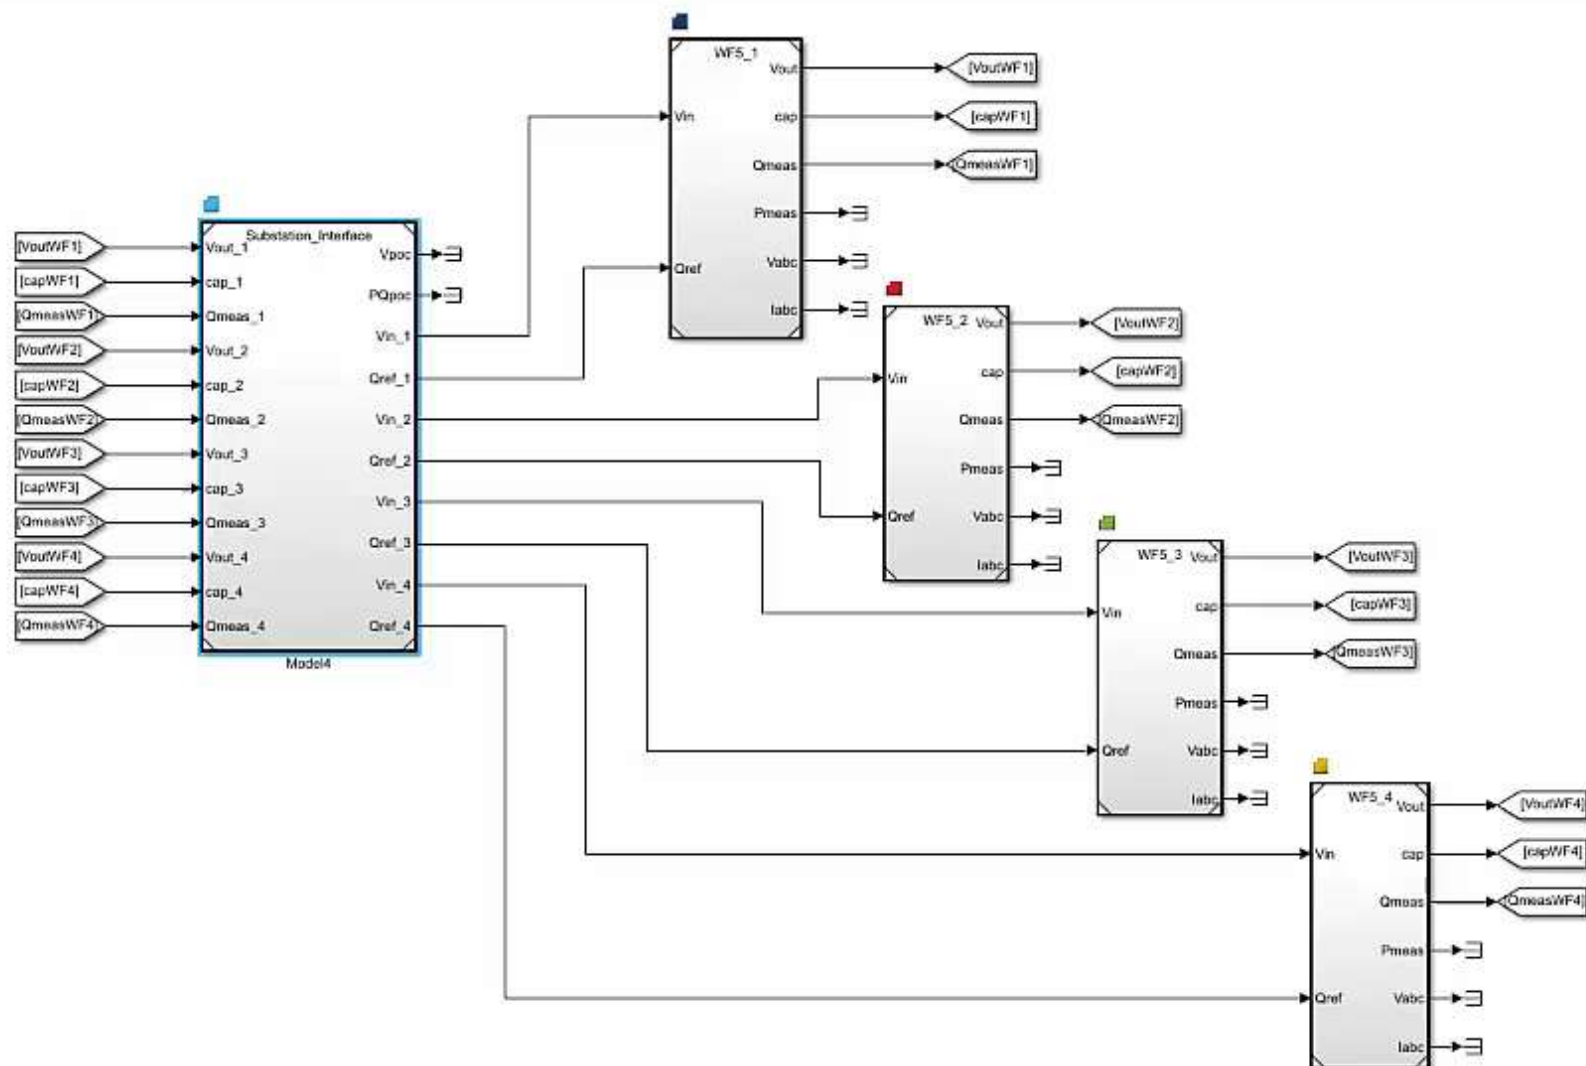 WF5_1
Vout
[VoutWF1]
Vin
cap
[capWF1]
Qmeas
[QmeasWF1]
Pmeas
Qref
Vabc
Iabc
Substation_Interface
[VoutWF1]
Vout_1
Vpoc
[capWF1]
cap_1
PQpoc
[QmeasWF1]
Qmeas_1
Vin_1
[VoutWF2]
Vout_2
Qref_1
[capWF2]
cap_2
[QmeasWF2]
Qmeas_2
Vin_2
[VoutWF3]
Vout_3
Qref_2
[capWF3]
cap_3
Vin_3
[QmeasWF3]
Qmeas_3
Qref_3
[VoutWF4]
Vout_4
[capWF4]
cap_4
Vin_4
[QmeasWF4]
Qmeas_4
Qref_4
Model4
WF5_2
Vout
[VoutWF2]
Vin
cap
[capWF2]
Qmeas
[QmeasWF2]
Pmeas
Qref
Vabc
Iabc
WF5_3
Vout
[VoutWF3]
Vin
cap
[capWF3]
Qmeas
[QmeasWF3]
Pmeas
Qref
Vabc
Iabc
WF5_4
Vout
[VoutWF4]
Vin
cap
[capWF4]
Qmeas
[QmeasWF4]
Pmeas
Qref
Vabc
Iabc